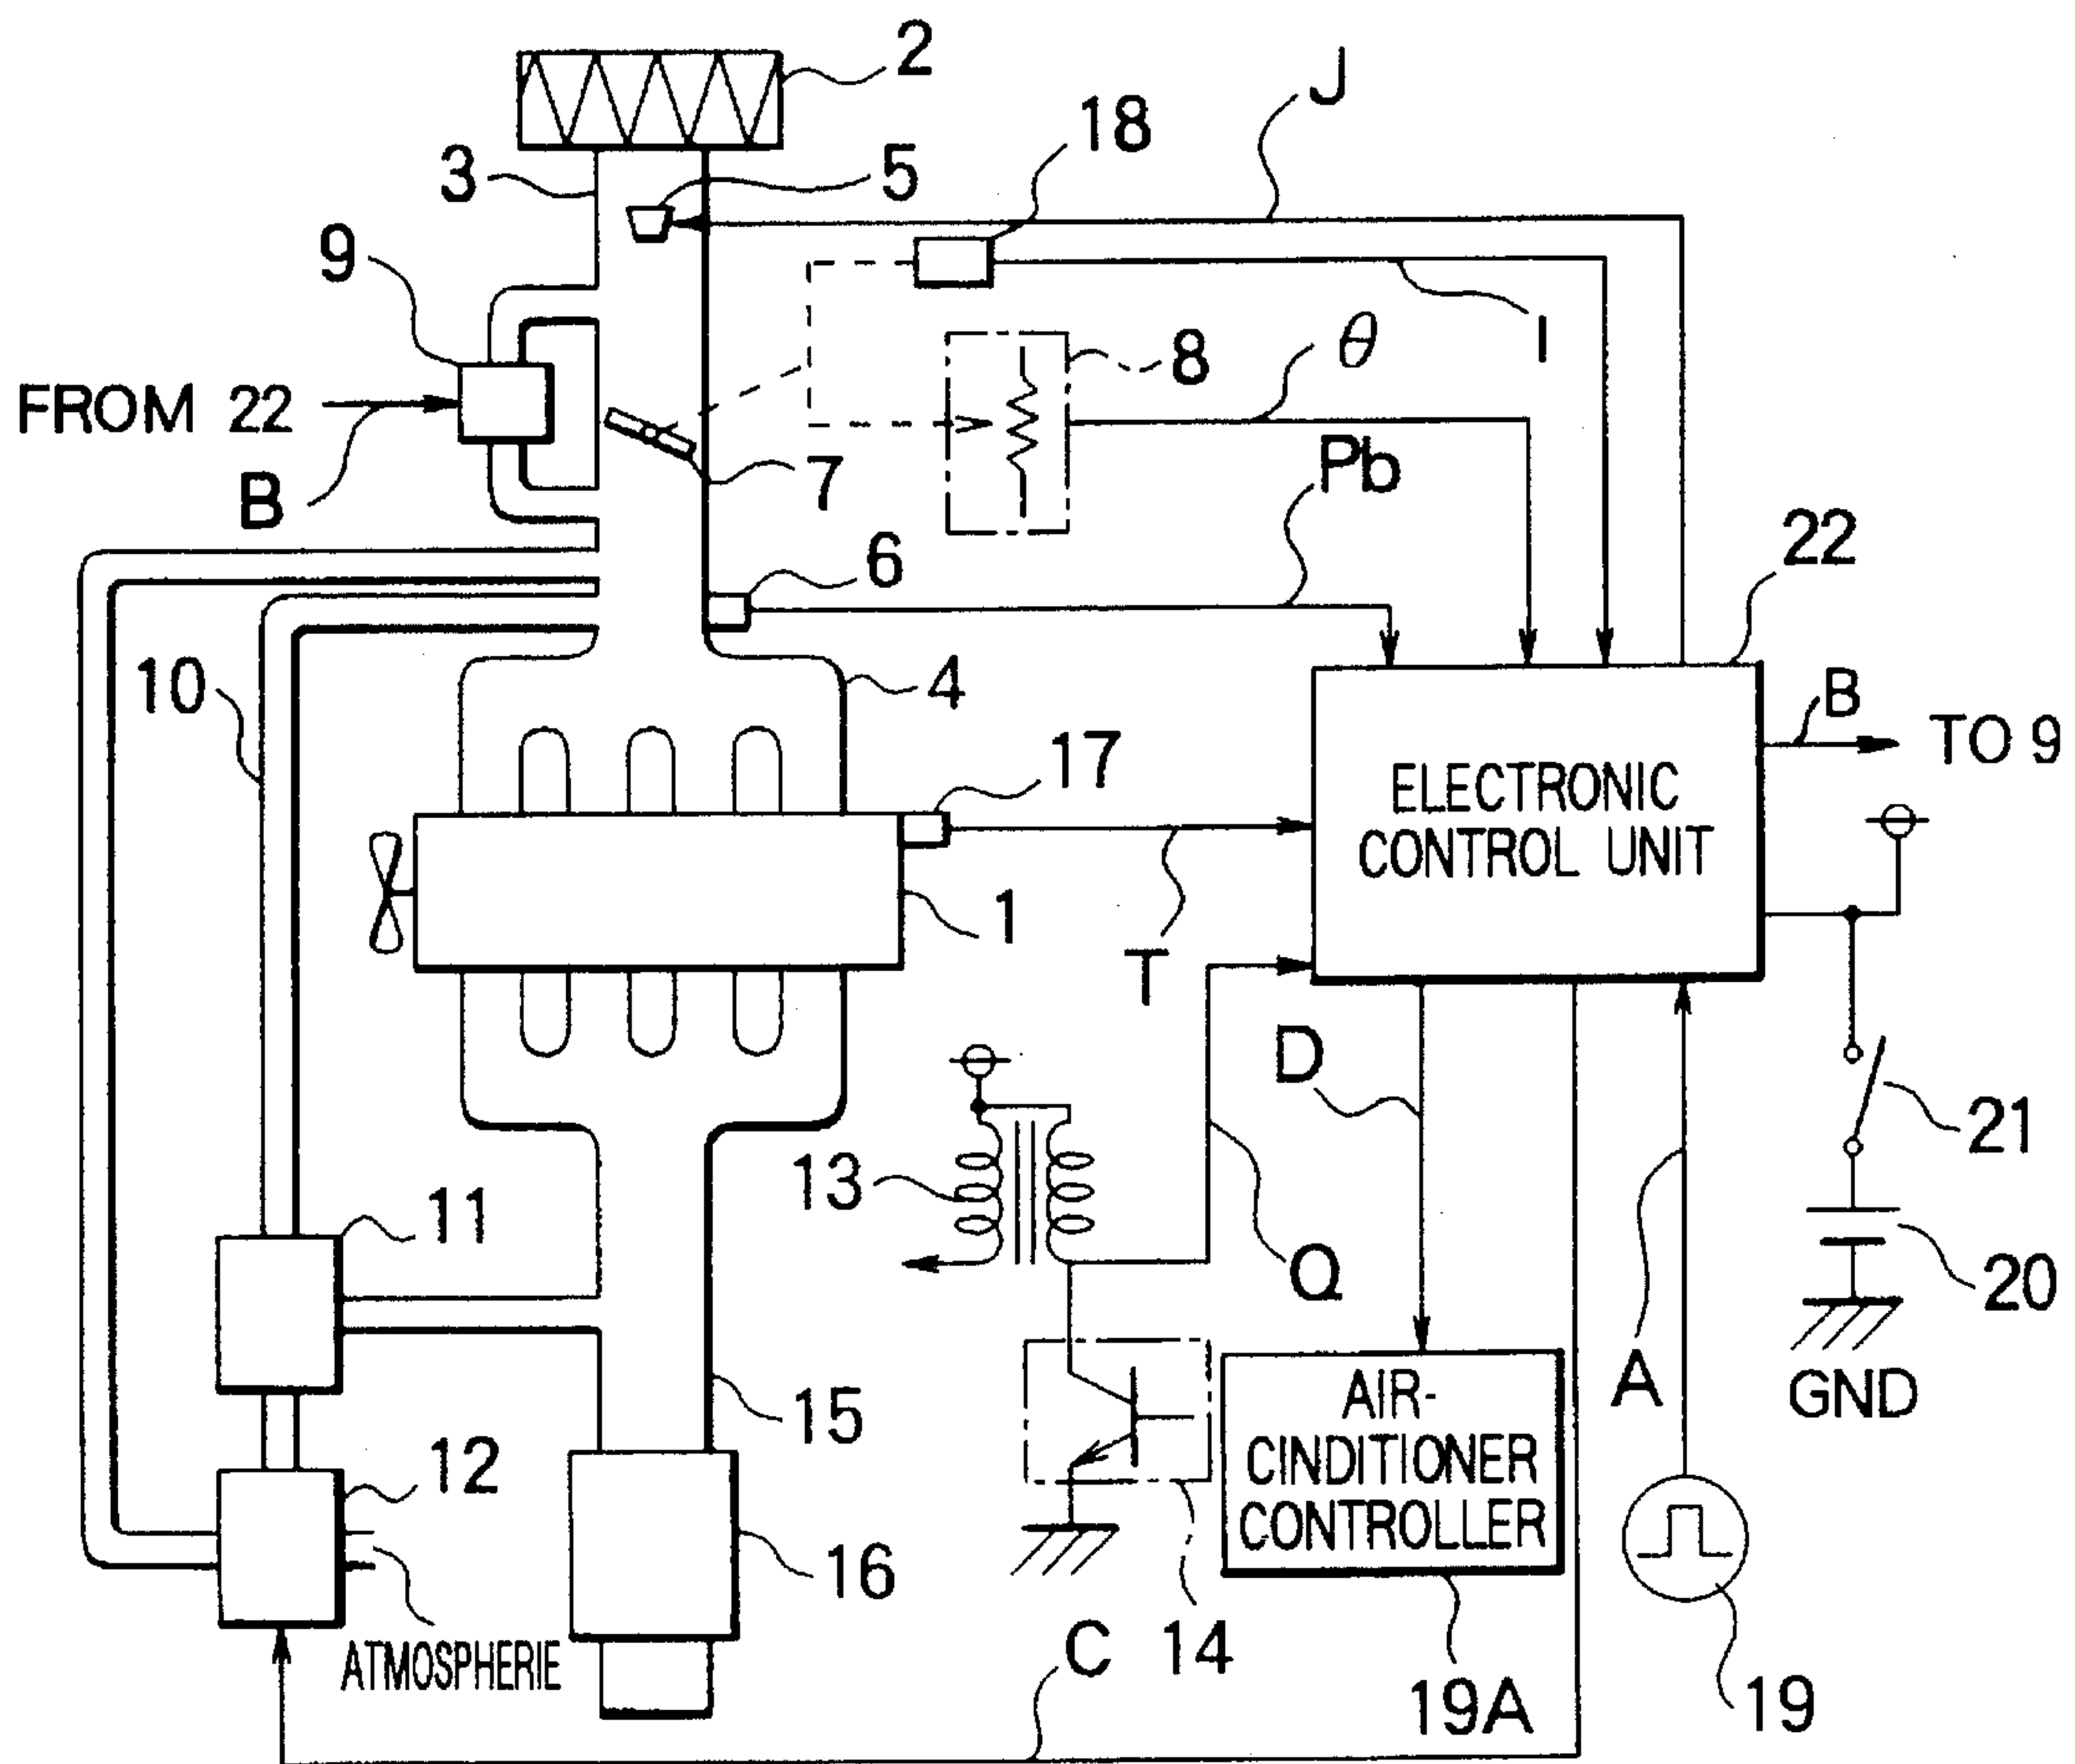 2
J
18
3
5
9
I
θ
8
FROM 22
Pb
7
B
22
6
10
4
B
TO 9
17
ELECTRONIC
CONTROL UNIT
1
T
D
21
13
11
Q
20
A
GND
AIR-
CINDITIONER
CONTROLLER
15
12
16
14
C
ATMOSPHERIE
19A
19